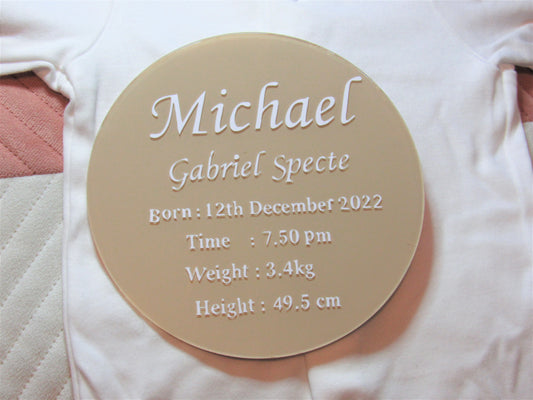 Michael
Gabriel Specte
Born : 12th December 2022
Time : 7.50 pm
Weight : 3.4kg
Height : 49.5 cm